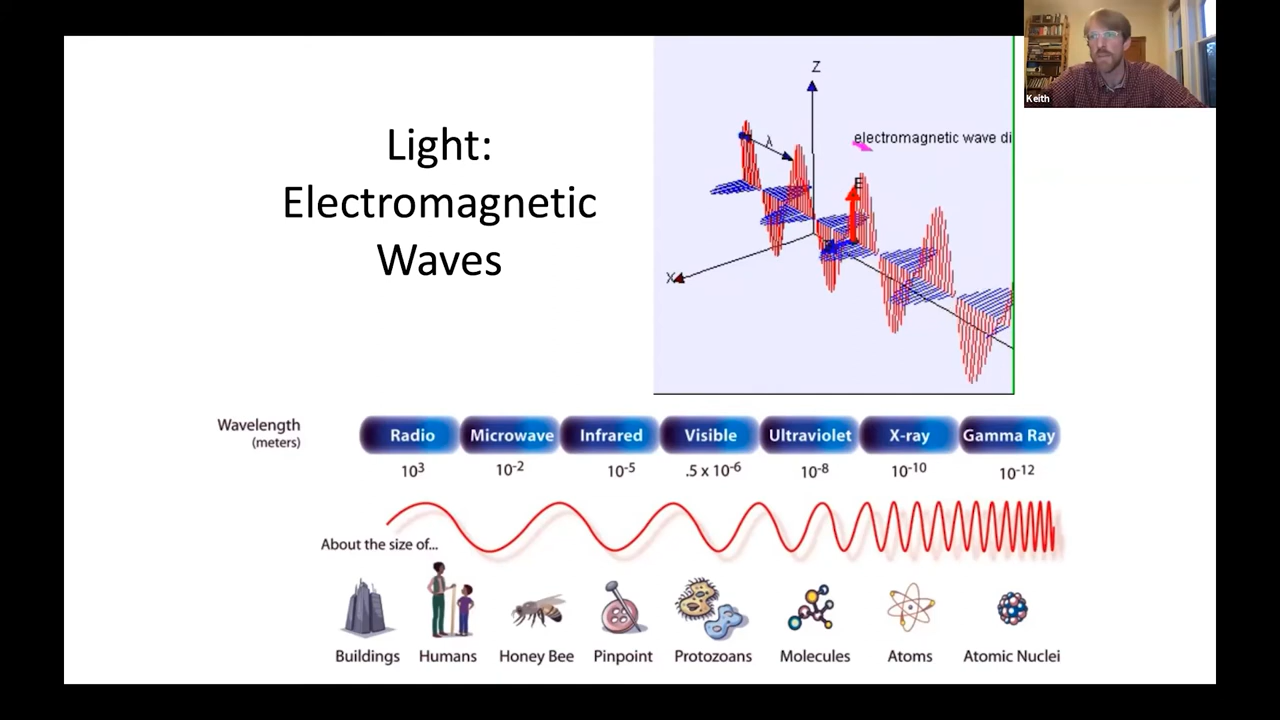 Keith
Light:
Electromagnetic
Waves
Z
λ
electromagnetic wave di
E
X
Wavelength
(meters)
Radio Microwave Infrared Visible Ultraviolet X-ray Gamma Ray
10³ 10⁻² 10⁻⁵ .5 x 10⁻⁶ 10⁻⁸ 10⁻¹⁰ 10⁻¹²
About the size of...
Buildings Humans Honey Bee Pinpoint Protozoans Molecules Atoms Atomic Nuclei